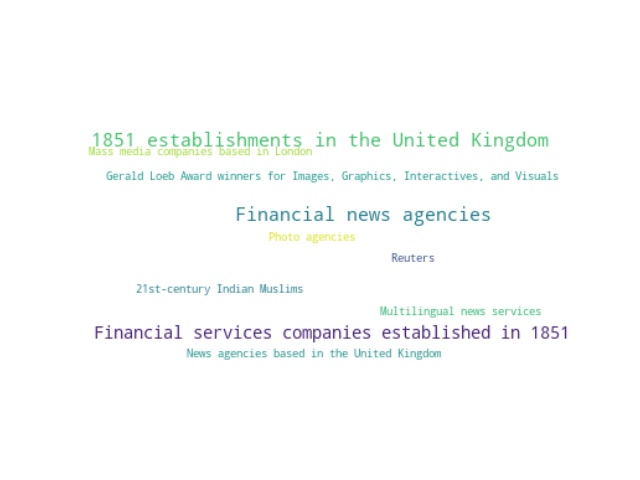 1851 establishments in the United Kingdom
Mass media companies based in London
Gerald Loeb Award winners for Images, Graphics, Interactives, and Visuals
Financial news agencies
Photo agencies
Reuters
21st-century Indian Muslims
Multilingual news services
Financial services companies established in 1851
News agencies based in the United Kingdom